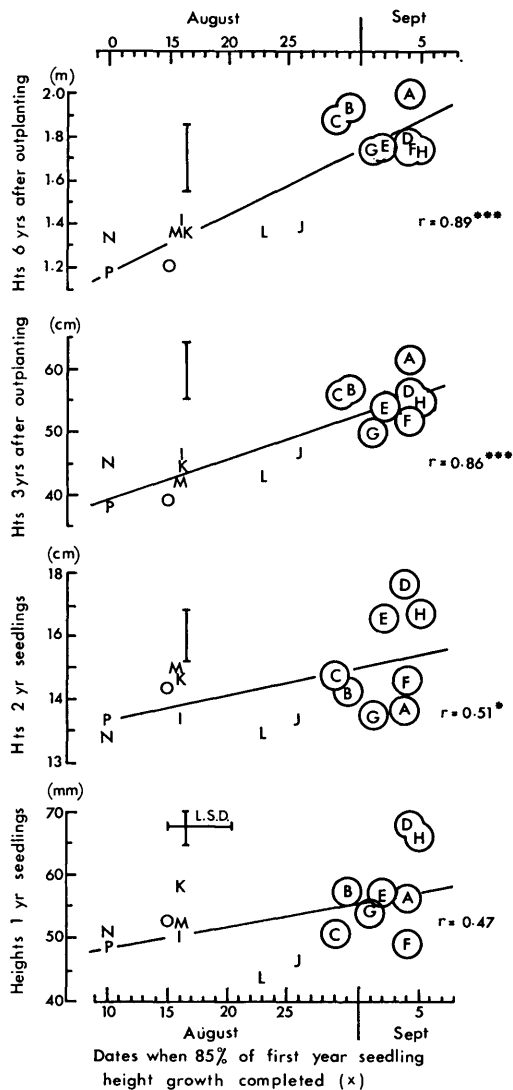 August Sept
0 15 20 25 5
(m)
Hts 6 yrs after outplanting
2.0
1.8
1.6
1.4
1.2
A
B
C
D
E
F
G
H
I
J
K
L
M
N
O
P
r = 0.89***
(cm)
Hts 3 yrs after outplanting
60
50
40
A
B
C
D
E
F
G
H
I
J
K
L
M
N
O
P
r = 0.86***
(cm)
Hts 2 yr seedlings
18
16
14
13
A
B
C
D
E
F
G
H
I
J
K
L
M
N
O
P
r = 0.51*
(mm)
Heights 1 yr seedlings
70
60
50
40
L.S.D.
A
B
C
D
E
F
G
H
I
J
K
L
M
N
O
P
r = 0.47
10 15 20 25 5
August Sept
Dates when 85% of first year seedling
height growth completed (x)